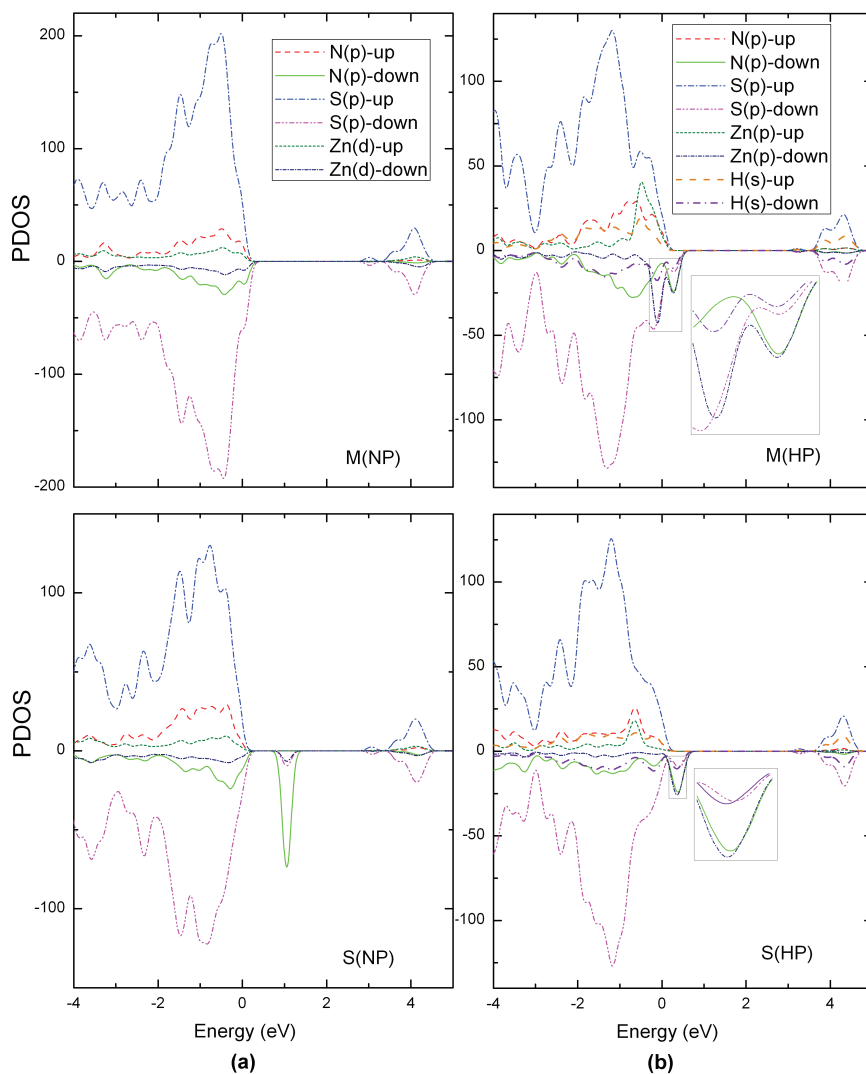 N(p)-up
N(p)-down
S(p)-up
S(p)-down
Zn(d)-up
Zn(d)-down
200
100
0
-100
-200
PDOS
M(NP)
N(p)-up
N(p)-down
S(p)-up
S(p)-down
Zn(p)-up
Zn(p)-down
H(s)-up
H(s)-down
150
100
50
0
-50
-100
M(HP)
100
0
-100
PDOS
S(NP)
-4 -2 0 2 4
Energy (eV)
(a)
100
50
0
-50
-100
S(HP)
-4 -2 0 2 4
Energy (eV)
(b)